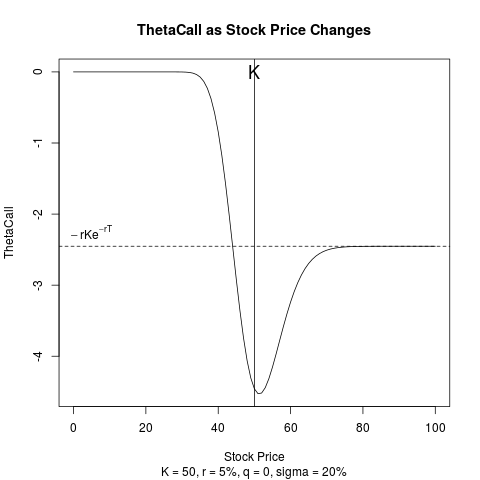 ThetaCall as Stock Price Changes
K
0
-1
-2
-3
-4
ThetaCall
− rKe^−rT
0 20 40 60 80 100
Stock Price
K = 50, r = 5%, q = 0, sigma = 20%